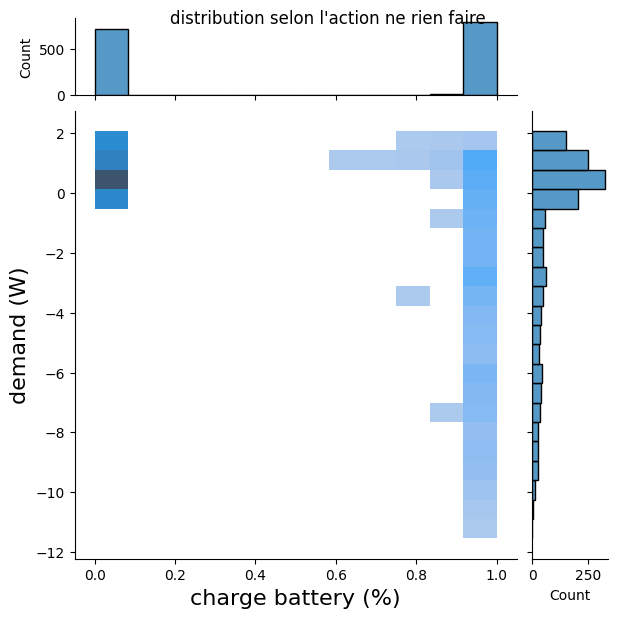 distribution selon l'action ne rien faire
Count
500
0
2
0
−2
−4
−6
−8
−10
−12
demand (W)
0.0 0.2 0.4 0.6 0.8 1.0
charge battery (%)
0 250
Count